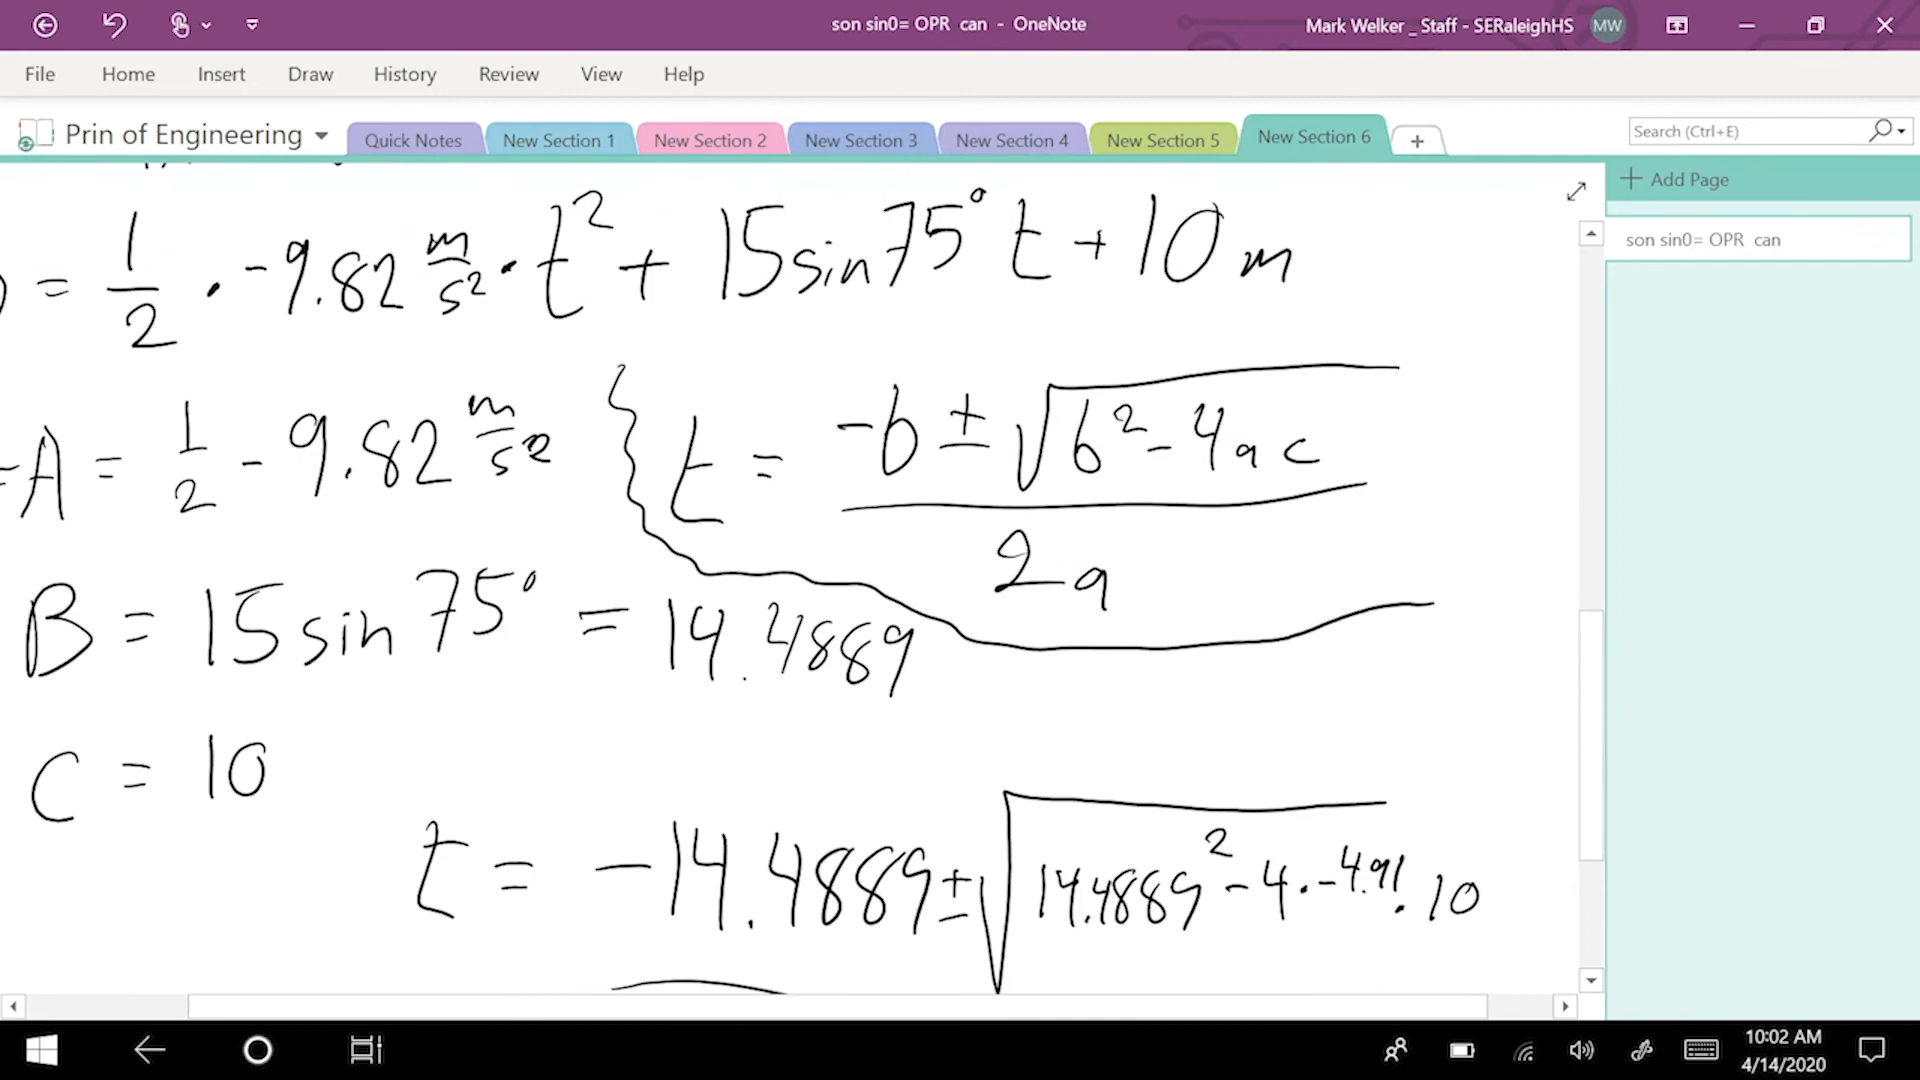 son sin0= OPR can - OneNote
Mark Welker _ Staff - SERaleighHS
MW
File Home Insert Draw History Review View Help
Prin of Engineering
Quick Notes
New Section 1
New Section 2
New Section 3
New Section 4
New Section 5
New Section 6
+
Search (Ctrl+E)
+ Add Page
son sin0= OPR can
= 1/2 · -9.82 m/s² · t² + 15 sin 75° t + 10 m
A = 1/2 - 9.82 m/s²
t = (-b ± √(b² - 4ac)) / 2a
B = 15 sin 75° = 14.4889
C = 10
t = -14.4889 ± √(14.4889² - 4 · -4.91 · 10
10:02 AM
4/14/2020